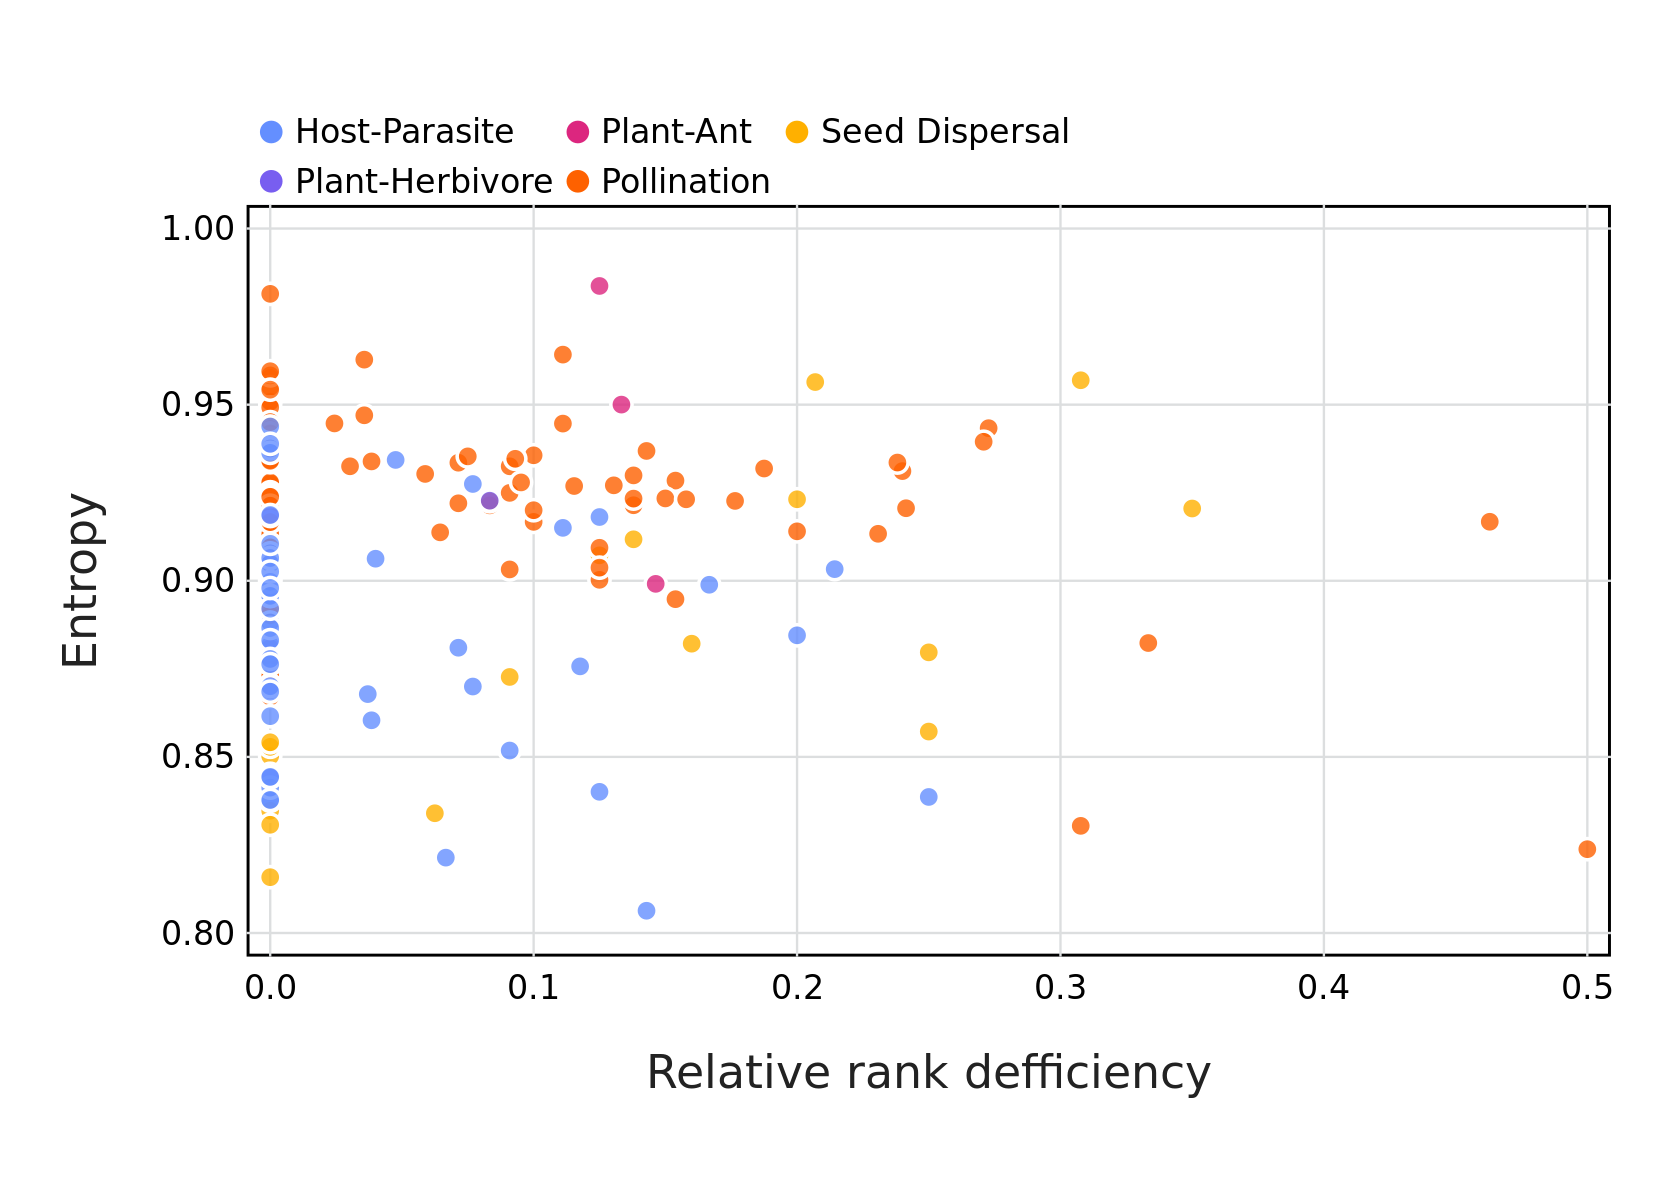 Host-Parasite Plant-Ant Seed Dispersal
Plant-Herbivore Pollination
1.00
0.95
0.90
0.85
0.80
Entropy
0.0 0.1 0.2 0.3 0.4 0.5
Relative rank defficiency